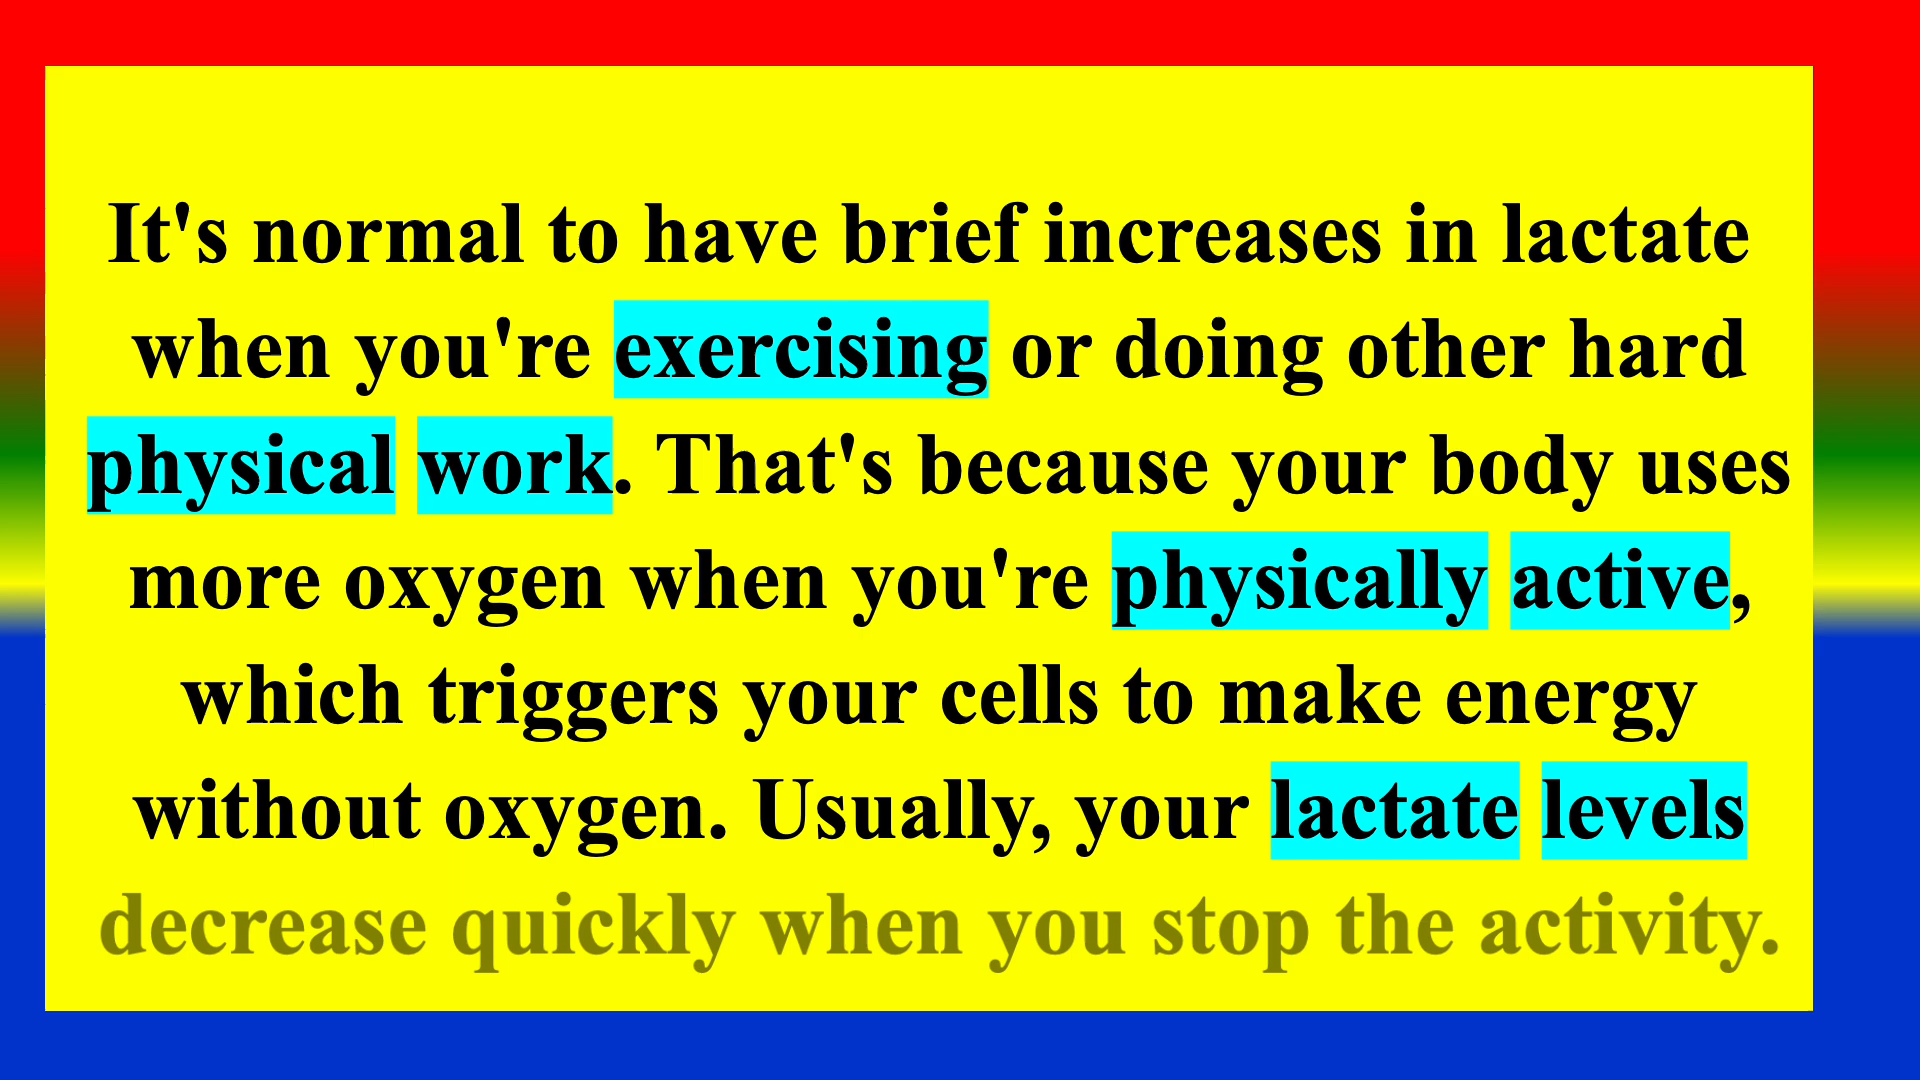 It's normal to have brief increases in lactate
when you're exercising or doing other hard
physical work. That's because your body uses
more oxygen when you're physically active,
which triggers your cells to make energy
without oxygen. Usually, your lactate levels
decrease quickly when you stop the activity.